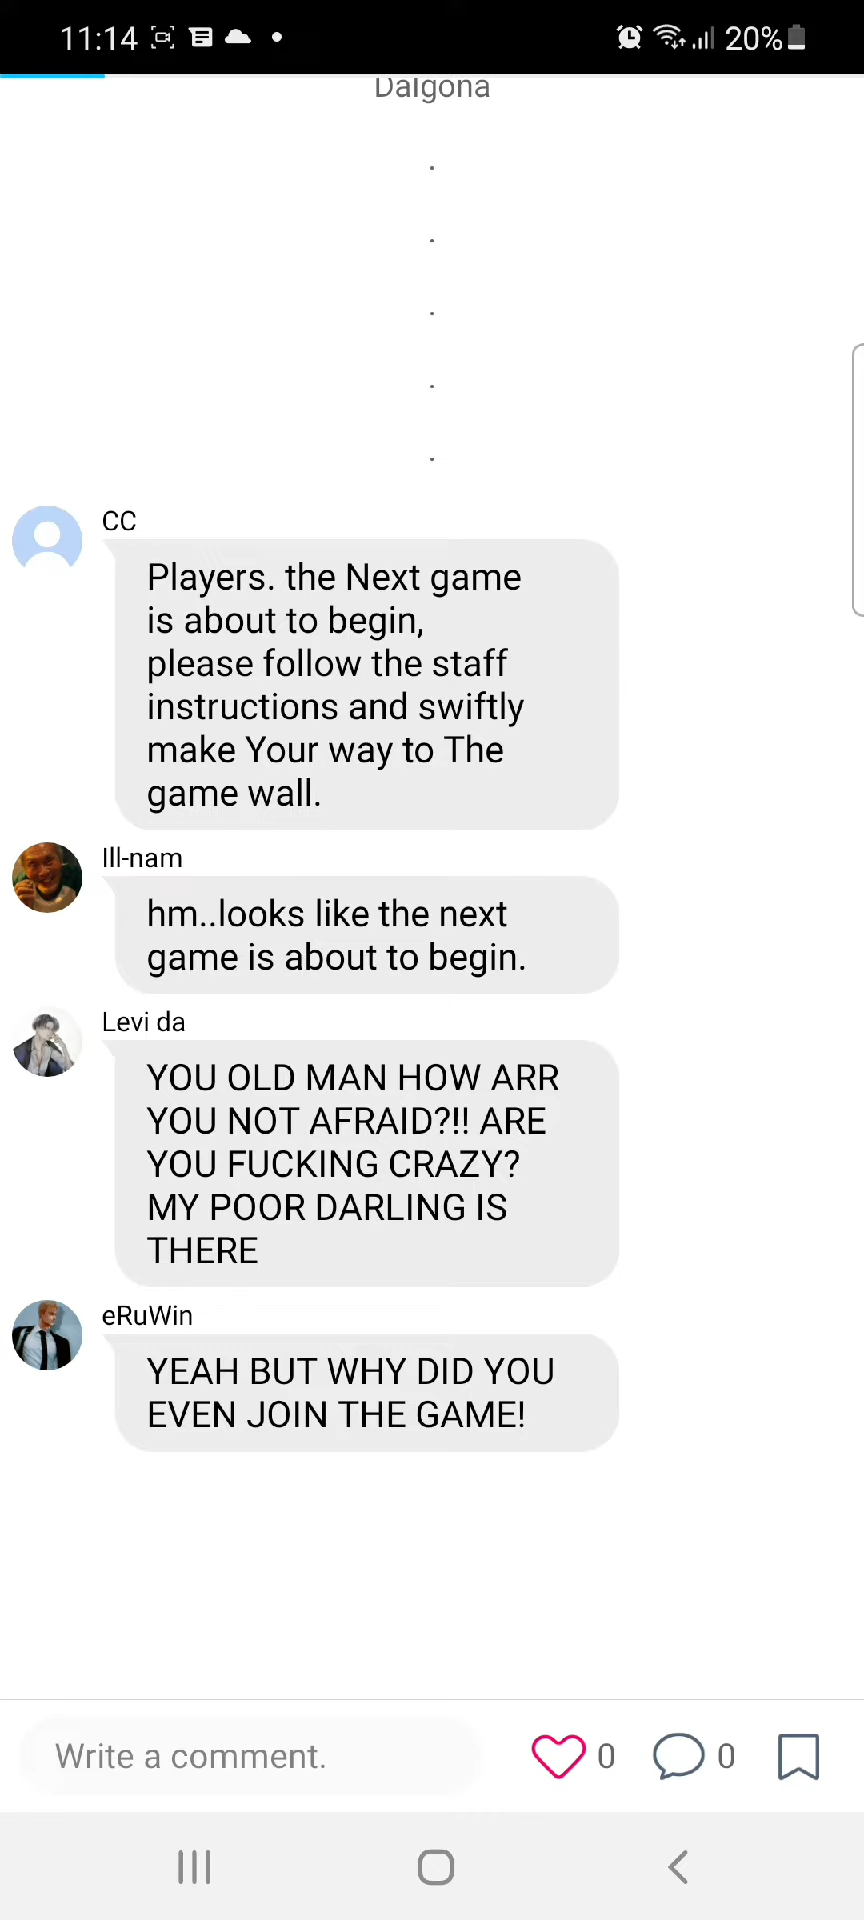 11:14
20%
Dalgona
.
.
.
.
.
CC
Players. the Next game
is about to begin,
please follow the staff
instructions and swiftly
make Your way to The
game wall.
Ill-nam
hm..looks like the next
game is about to begin.
Levi da
YOU OLD MAN HOW ARR
YOU NOT AFRAID?!! ARE
YOU FUCKING CRAZY?
MY POOR DARLING IS
THERE
eRuWin
YEAH BUT WHY DID YOU
EVEN JOIN THE GAME!
Write a comment.
0
0